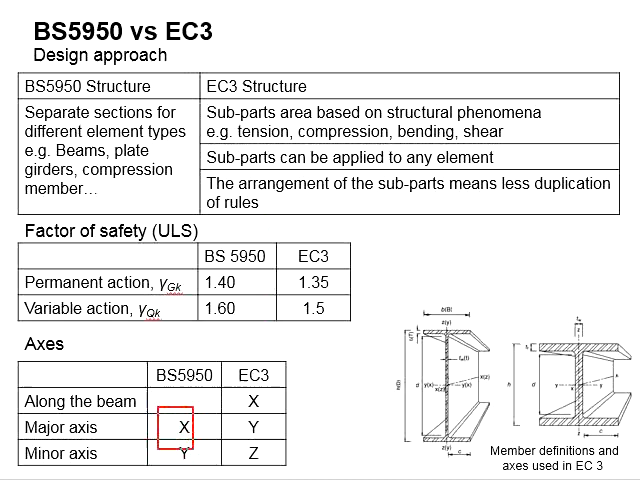 BS5950 vs EC3
Design approach
BS5950 Structure EC3 Structure
Separate sections for
different element types
e.g. Beams, plate
girders, compression
member…
Sub-parts area based on structural phenomena
e.g. tension, compression, bending, shear
Sub-parts can be applied to any element
The arrangement of the sub-parts means less duplication
of rules
Factor of safety (ULS)
BS 5950 EC3
Permanent action, γGk 1.40 1.35
Variable action, γQk 1.60 1.5
Axes
BS5950 EC3
Along the beam X
Major axis X Y
Minor axis Y Z
b(B)
z(y)
h(D)
d
y(x)
x(z)
y(x)
z(y)
c
h
d
y
y
z
c
Member definitions and
axes used in EC 3